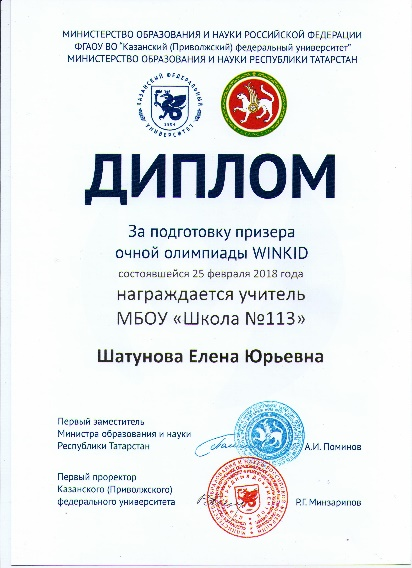 МИНИСТЕРСТВО ОБРАЗОВАНИЯ И НАУКИ РОССИЙСКОЙ ФЕДЕРАЦИИ
ФГАОУ ВО "Казанский (Приволжский) федеральный университет"
МИНИСТЕРСТВО ОБРАЗОВАНИЯ И НАУКИ РЕСПУБЛИКИ ТАТАРСТАН
КАЗАНСКИЙ ФЕДЕРАЛЬНЫЙ
УНИВЕРСИТЕТ
1804
ДИПЛОМ
За подготовку призера
очной олимпиады WINKID
состоявшейся 25 февраля 2018 года
награждается учитель
МБОУ «Школа №113»
Шатунова Елена Юрьевна
Первый заместитель
Министра образования и науки
Республики Татарстан
А.И. Поминов
Первый проректор
Казанского (Приволжского)
федерального университета
Р.Г. Минзарипов